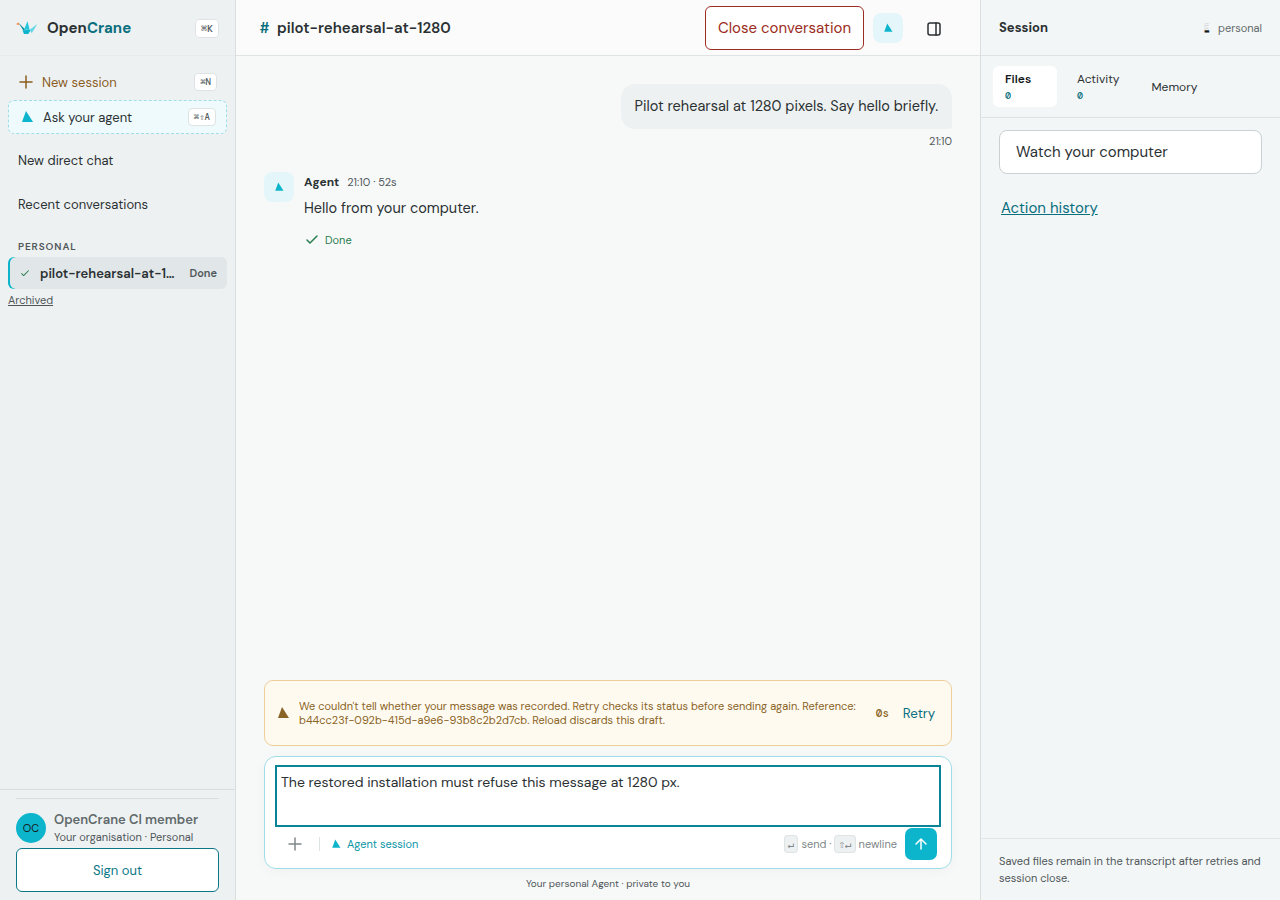 OpenCrane
⌘K
New session
⌘N
Ask your agent
⌘⇧A
New direct chat
Recent conversations
PERSONAL
pilot-rehearsal-at-1…
Done
Archived
OC
OpenCrane CI member
Your organisation · Personal
Sign out
# pilot-rehearsal-at-1280
Close conversation
Pilot rehearsal at 1280 pixels. Say hello briefly.
21:10
Agent 21:10 · 52s
Hello from your computer.
Done
We couldn't tell whether your message was recorded. Retry checks its status before sending again. Reference:
b44cc23f-092b-415d-a9e6-93b8c2b2d7cb. Reload discards this draft.
0s
Retry
The restored installation must refuse this message at 1280 px.
Agent session
↵ send · ⇧↵ newline
Your personal Agent · private to you
Session
personal
Files
0
Activity
0
Memory
Watch your computer
Action history
Saved files remain in the transcript after retries and
session close.